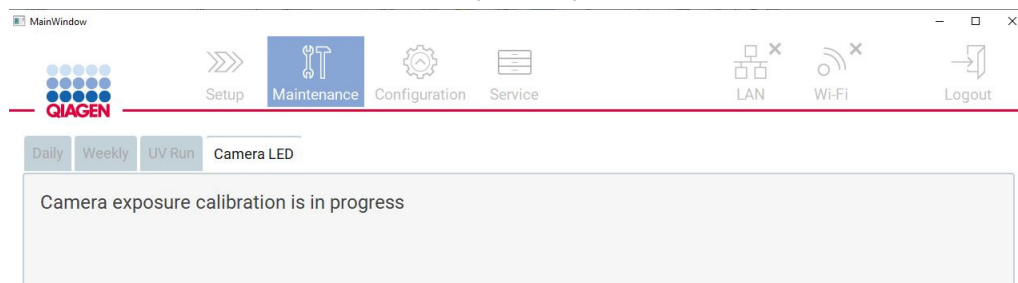 MainWindow
QIAGEN
Setup
Maintenance
Configuration
Service
LAN
Wi-Fi
Logout
Daily
Weekly
UV Run
Camera LED
Camera exposure calibration is in progress